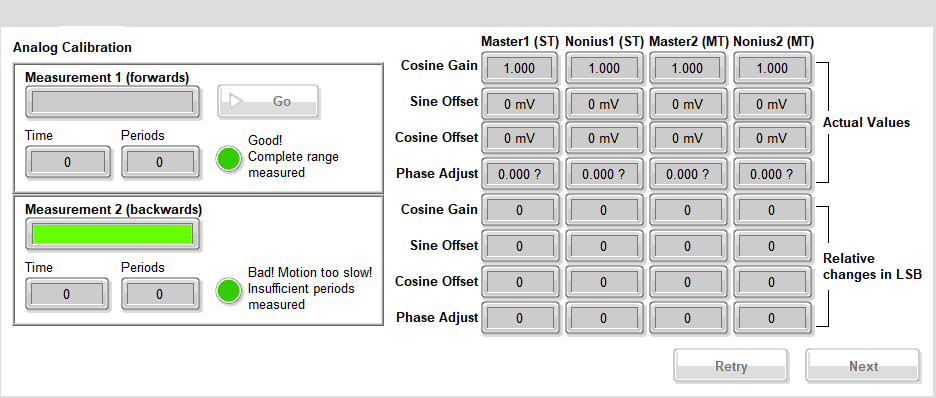 Analog Calibration
Measurement 1 (forwards)
Go
Time Periods
0 0
Good!
Complete range
measured
Measurement 2 (backwards)
Time Periods
0 0
Bad! Motion too slow!
Insufficient periods
measured
Master1 (ST) Nonius1 (ST) Master2 (MT) Nonius2 (MT)
Cosine Gain 1.000 1.000 1.000 1.000
Sine Offset 0 mV 0 mV 0 mV 0 mV
Cosine Offset 0 mV 0 mV 0 mV 0 mV
Phase Adjust 0.000 ? 0.000 ? 0.000 ? 0.000 ?
Actual Values
Cosine Gain 0 0 0 0
Sine Offset 0 0 0 0
Cosine Offset 0 0 0 0
Phase Adjust 0 0 0 0
Relative
changes in LSB
Retry Next